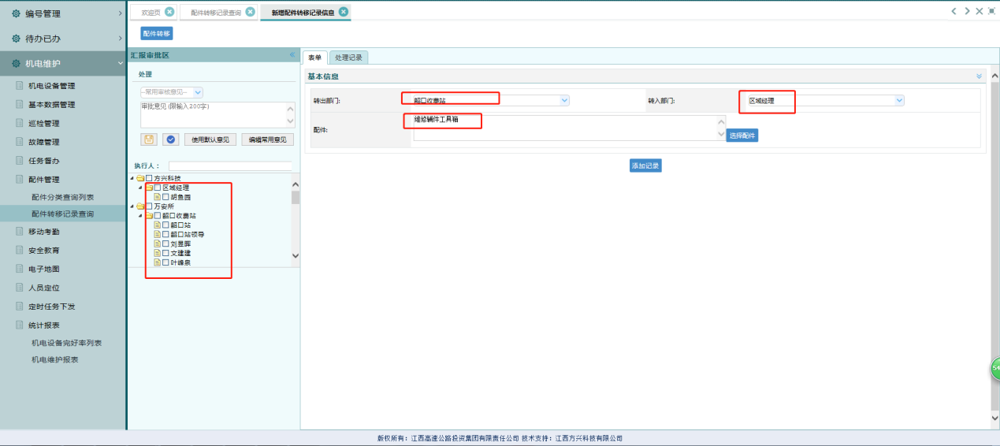 编号管理
待办已办
机电维护
机电设备管理
基本数据管理
巡检管理
故障管理
任务督办
配件管理
配件分类查询列表
配件转移记录查询
移动考勤
安全教育
电子地图
人员定位
定时任务下发
统计报表
机电设备完好率列表
机电维护报表
欢迎页
配件转移记录查询
新增配件转移记录信息
配件转移
汇报审批区
处理
--常用审核意见--
审批意见(限输入200字)
使用默认意见
编辑常用意见
执行人：
方兴科技
区域经理
胡鱼园
万安所
韶口收费站
韶口站
韶口站领导
刘昱晖
文建建
叶峰泉
表单
处理记录
基本信息
转出部门:
韶口收费站
转入部门:
区域经理
配件:
维修辅件工具箱
选择配件
添加记录
版权所有：江西高速公路投资集团有限责任公司 技术支持：江西方兴科技有限公司